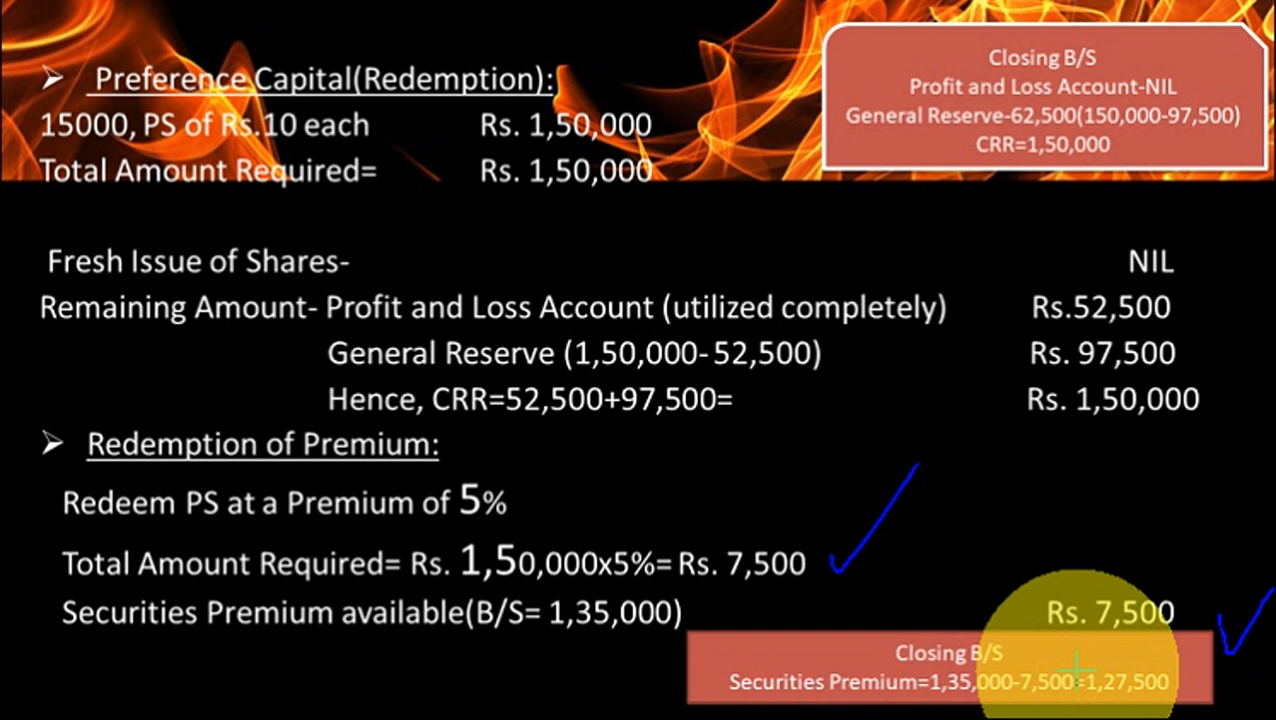 ➢ Preference Capital(Redemption):
15000, PS of Rs.10 each Rs. 1,50,000
Total Amount Required= Rs. 1,50,000
Closing B/S
Profit and Loss Account-NIL
General Reserve-62,500(150,000-97,500)
CRR=1,50,000
Fresh Issue of Shares- NIL
Remaining Amount- Profit and Loss Account (utilized completely) Rs.52,500
General Reserve (1,50,000-52,500) Rs. 97,500
Hence, CRR=52,500+97,500= Rs. 1,50,000
➢ Redemption of Premium:
Redeem PS at a Premium of 5%
Total Amount Required= Rs. 1,50,000x5%= Rs. 7,500
Securities Premium available(B/S= 1,35,000) Rs. 7,500
Closing B/S
Securities Premium=1,35,000-7,500=1,27,500